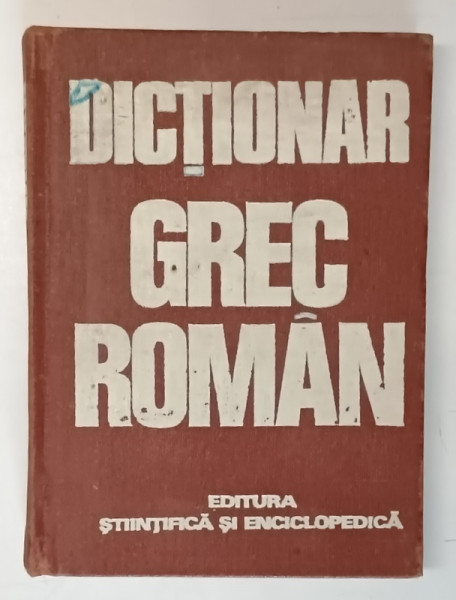 DICȚIONAR
GREC
ROMÂN
EDITURA
ȘTIINȚIFICĂ ȘI ENCICLOPEDICĂ